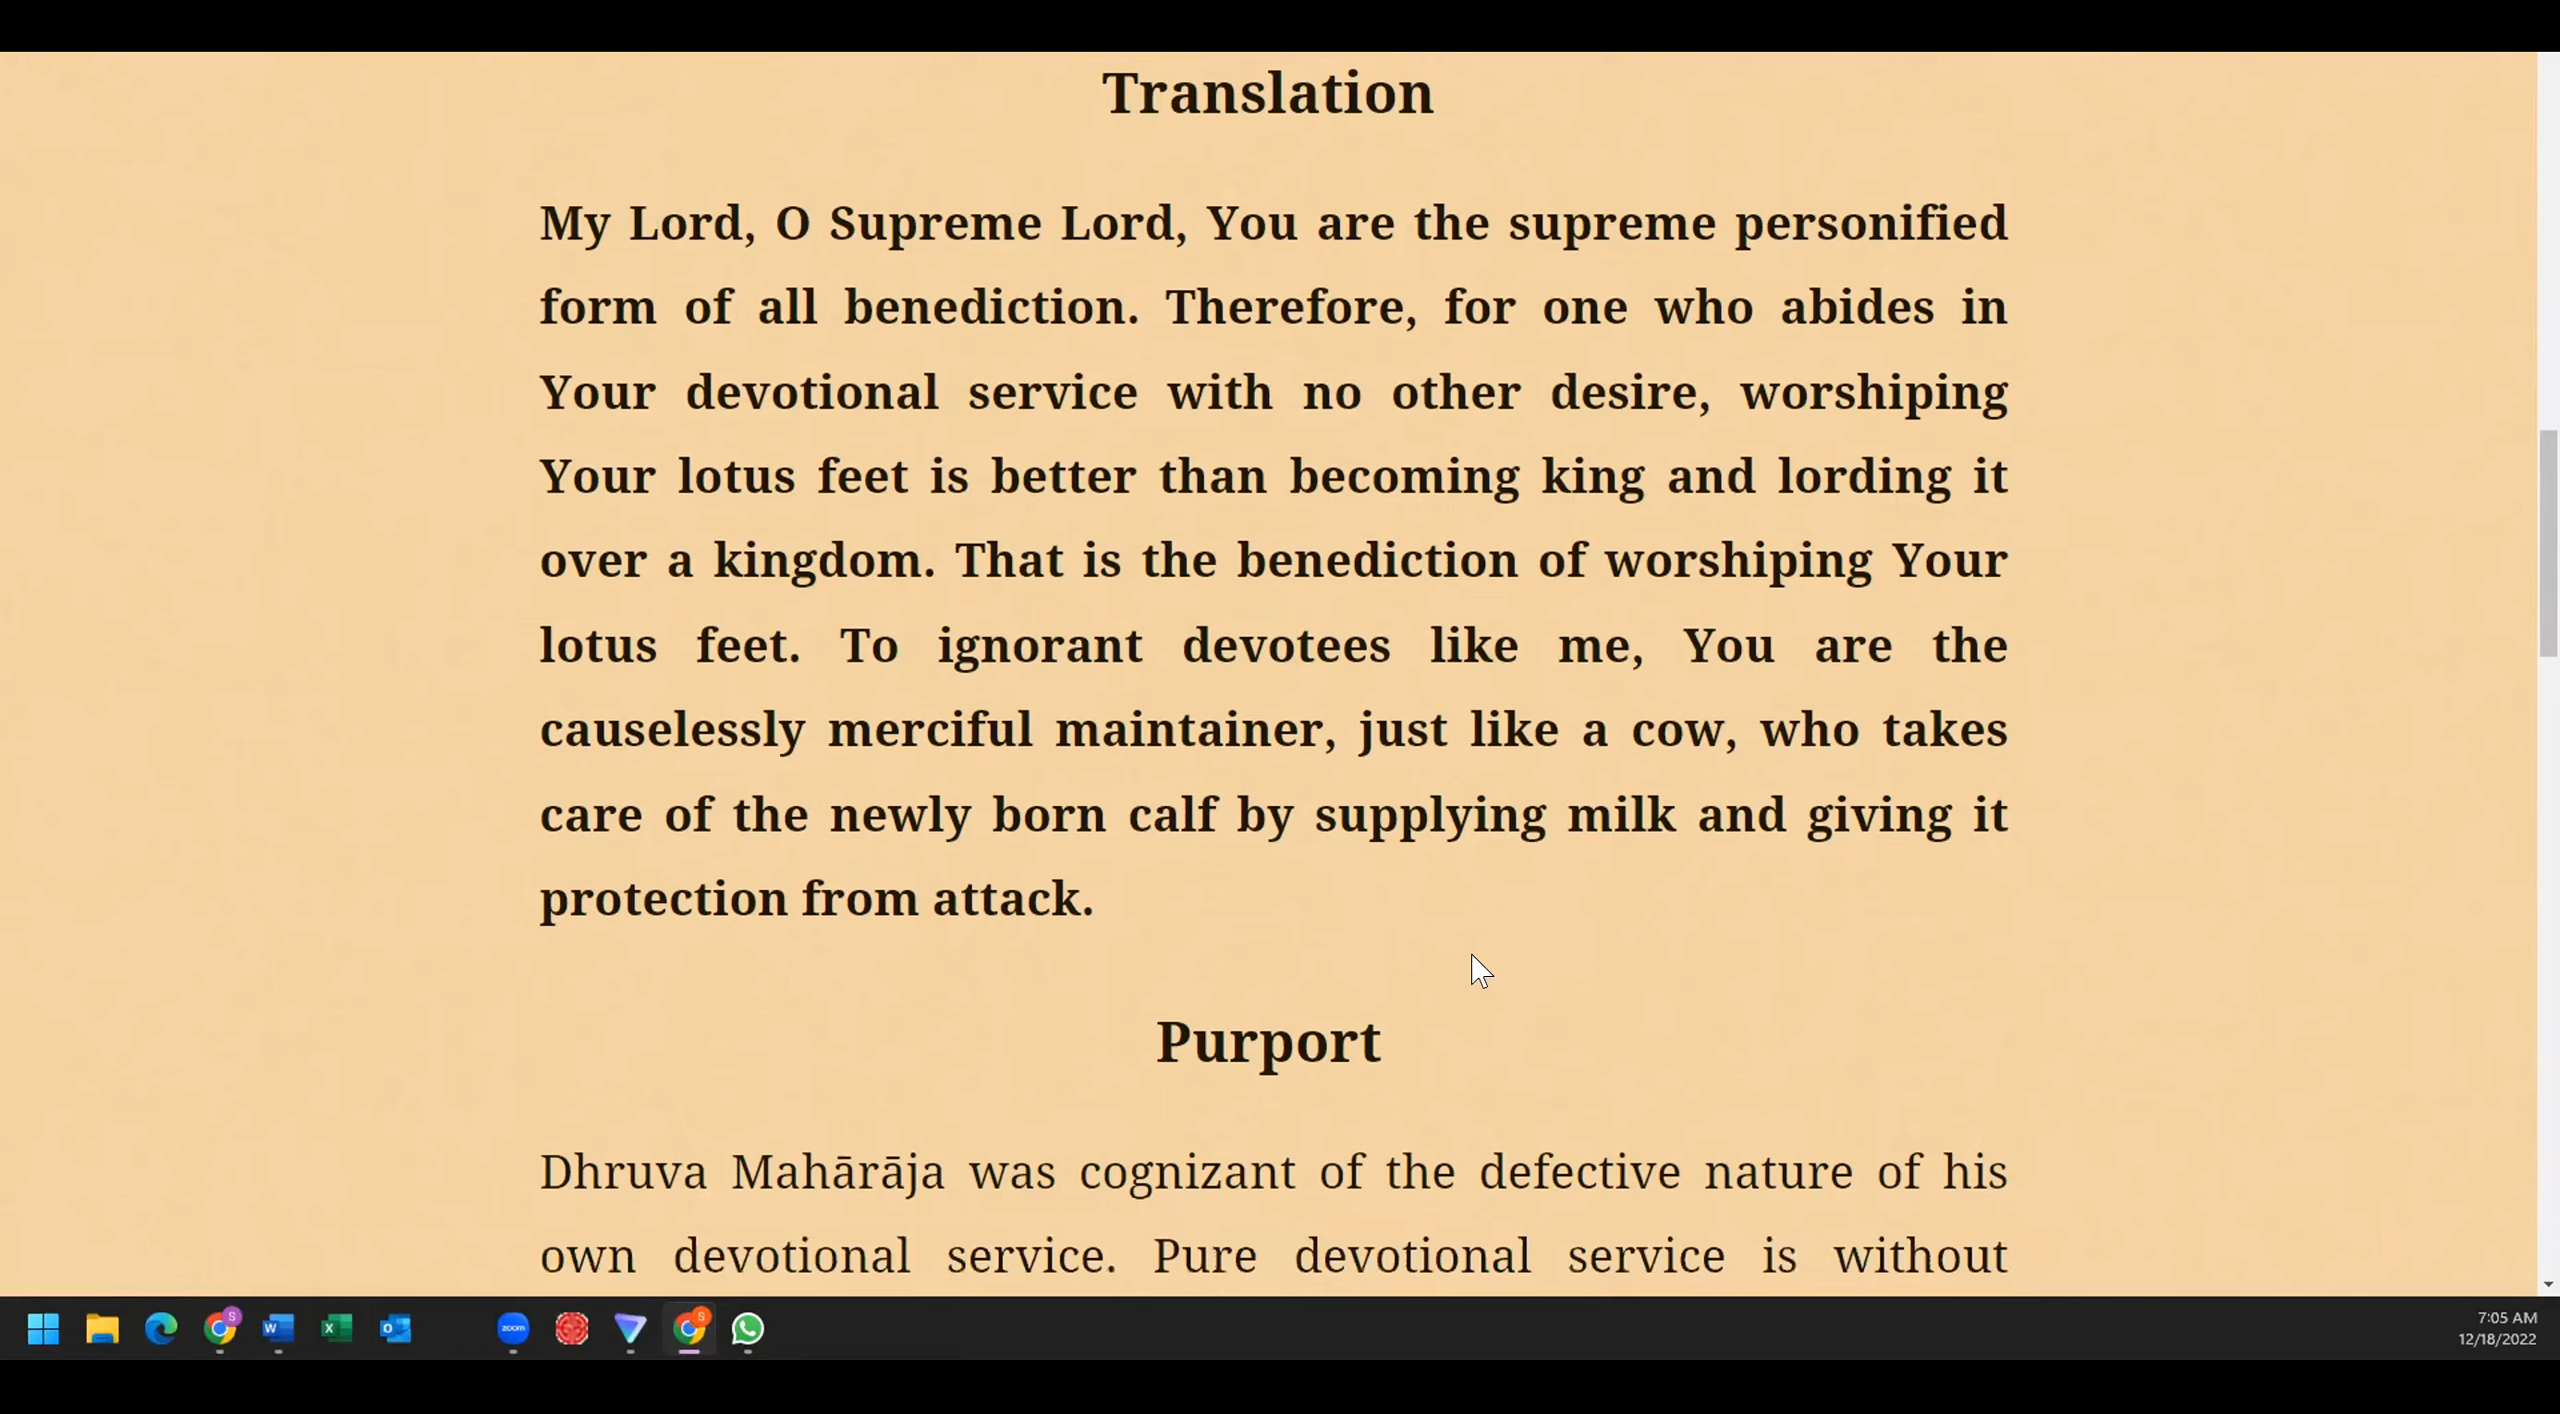 Translation
My Lord, O Supreme Lord, You are the supreme personified
form of all benediction. Therefore, for one who abides in
Your devotional service with no other desire, worshiping
Your lotus feet is better than becoming king and lording it
over a kingdom. That is the benediction of worshiping Your
lotus feet. To ignorant devotees like me, You are the
causelessly merciful maintainer, just like a cow, who takes
care of the newly born calf by supplying milk and giving it
protection from attack.
Purport
Dhruva Mahārāja was cognizant of the defective nature of his
own devotional service. Pure devotional service is without
S W X O zoom S
7:05 AM
12/18/2022